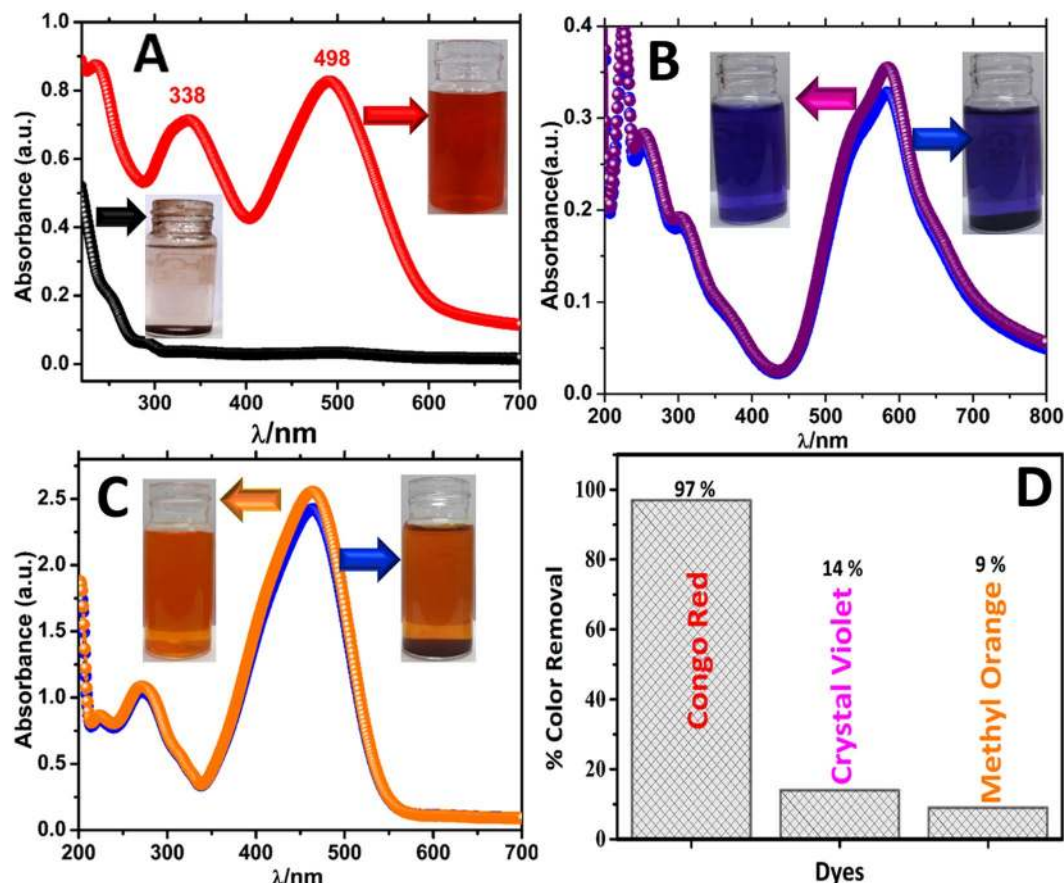 A
1.0
0.8
0.6
0.4
0.2
0.0
Absorbance (a.u.)
338
498
300 400 500 600 700
λ/nm
B
0.4
0.3
0.2
0.1
0.0
Absorbance(a.u.)
200 300 400 500 600 700 800
λ/nm
C
2.5
2.0
1.5
1.0
0.5
0.0
Absorbance (a.u.)
200 300 400 500 600 700
λ/nm
D
100
80
60
40
20
0
% Color Removal
97 %
14 %
9 %
Congo Red
Crystal Violet
Methyl Orange
Dyes